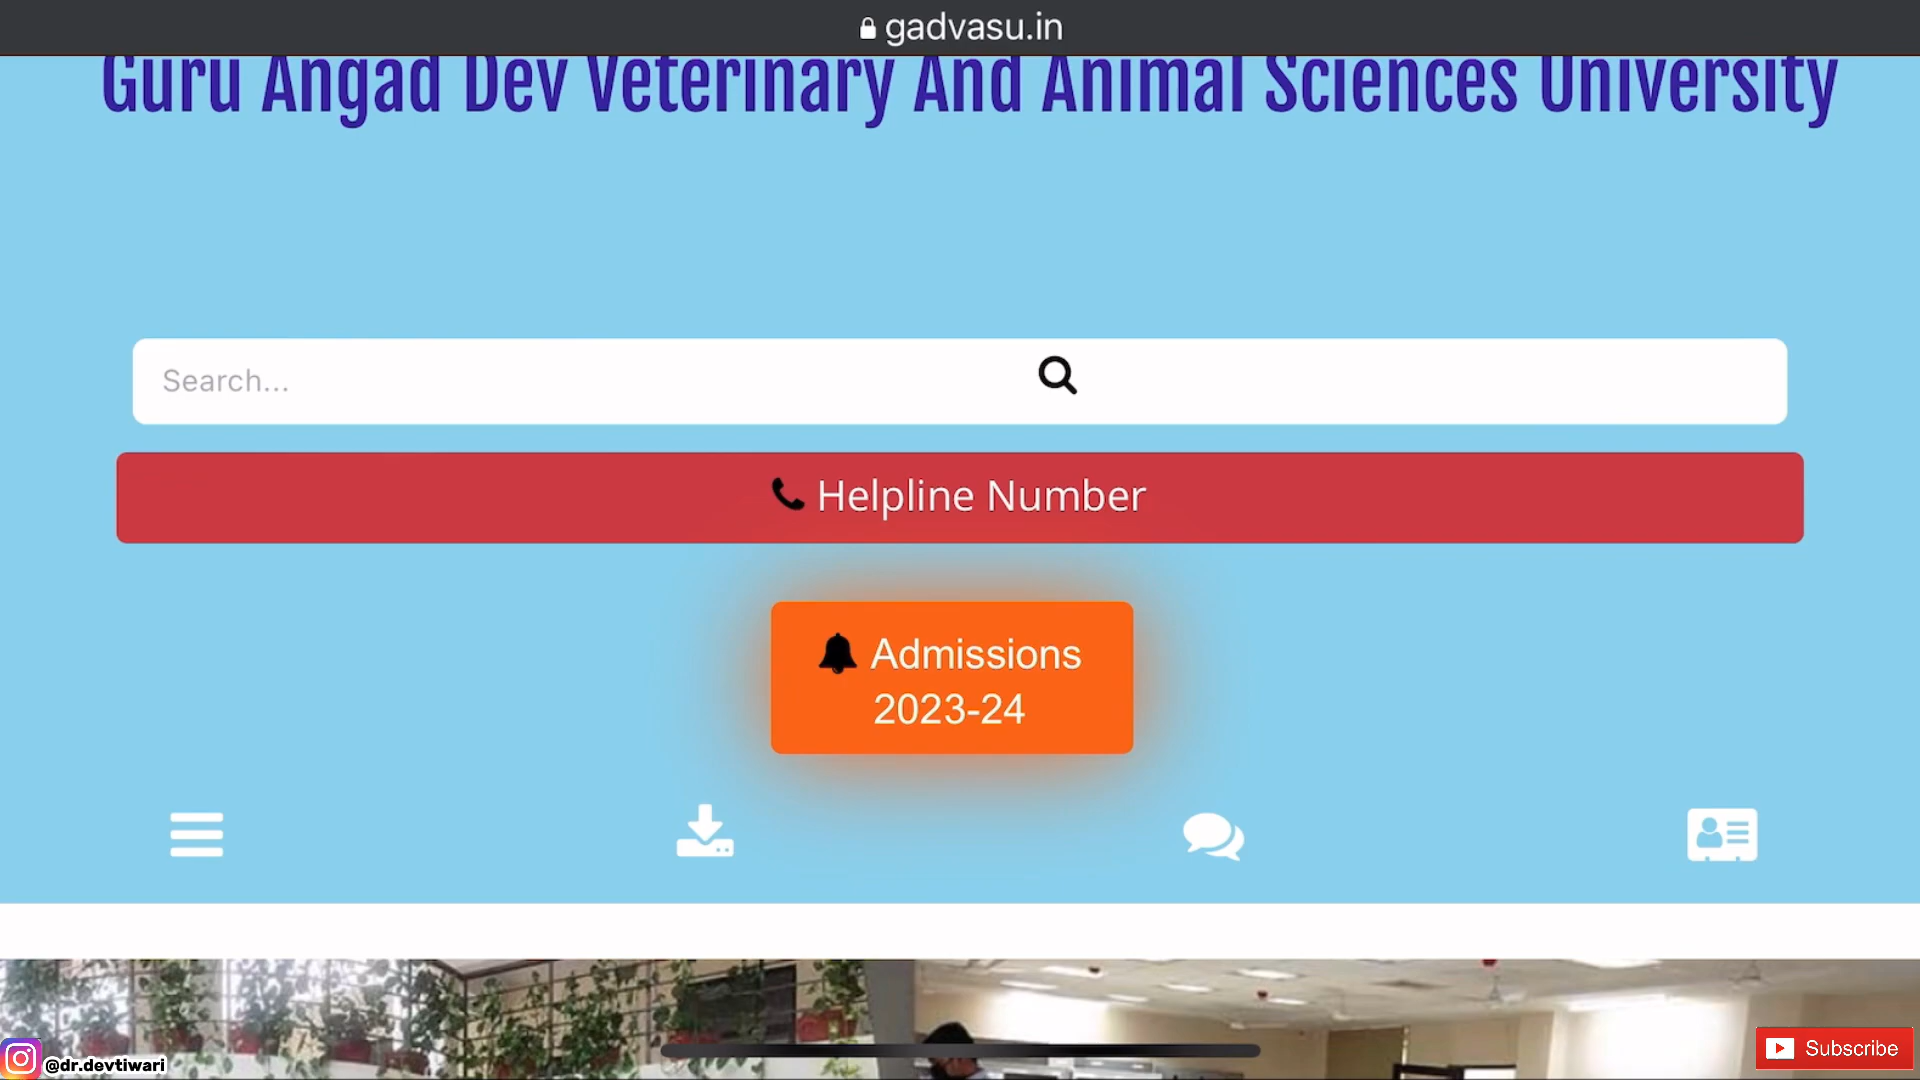 gadvasu.in
Guru Angad Dev Veterinary And Animal Sciences University
Search...
Helpline Number
Admissions
2023-24
@dr.devtiwari
Subscribe